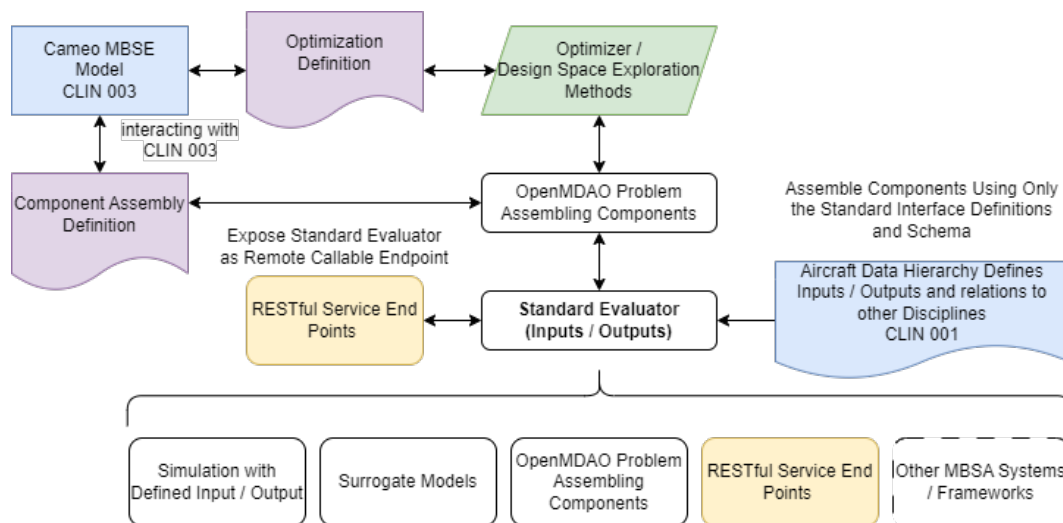 Cameo MBSE
Model
CLIN 003
Optimization
Definition
Optimizer /
Design Space Exploration
Methods
interacting with
CLIN 003
Component Assembly
Definition
OpenMDAO Problem
Assembling Components
Assemble Components Using Only
the Standard Interface Definitions
and Schema
Expose Standard Evaluator
as Remote Callable Endpoint
RESTful Service End
Points
Standard Evaluator
(Inputs / Outputs)
Aircraft Data Hierarchy Defines
Inputs / Outputs and relations to
other Disciplines
CLIN 001
Simulation with
Defined Input / Output
Surrogate Models
OpenMDAO Problem
Assembling
Components
RESTful Service End
Points
Other MBSA Systems
/ Frameworks